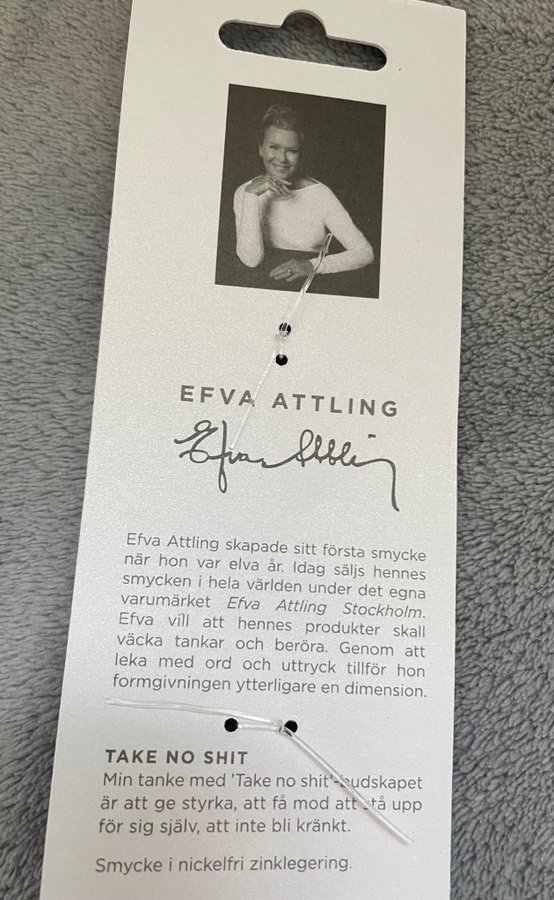 EFVA ATTLING
Efva Attling
Efva Attling skapade sitt första smycke
när hon var elva år. Idag säljs hennes
smycken i hela världen under det egna
varumärket Efva Attling Stockholm.
Efva vill att hennes produkter skall
väcka tankar och beröra. Genom att
leka med ord och uttryck tillför hon
formgivningen ytterligare en dimension.
TAKE NO SHIT
Min tanke med 'Take no shit'-budskapet
är att ge styrka, att få mod att stå upp
för sig själv, att inte bli kränkt.
Smycke i nickelfri zinklegering.